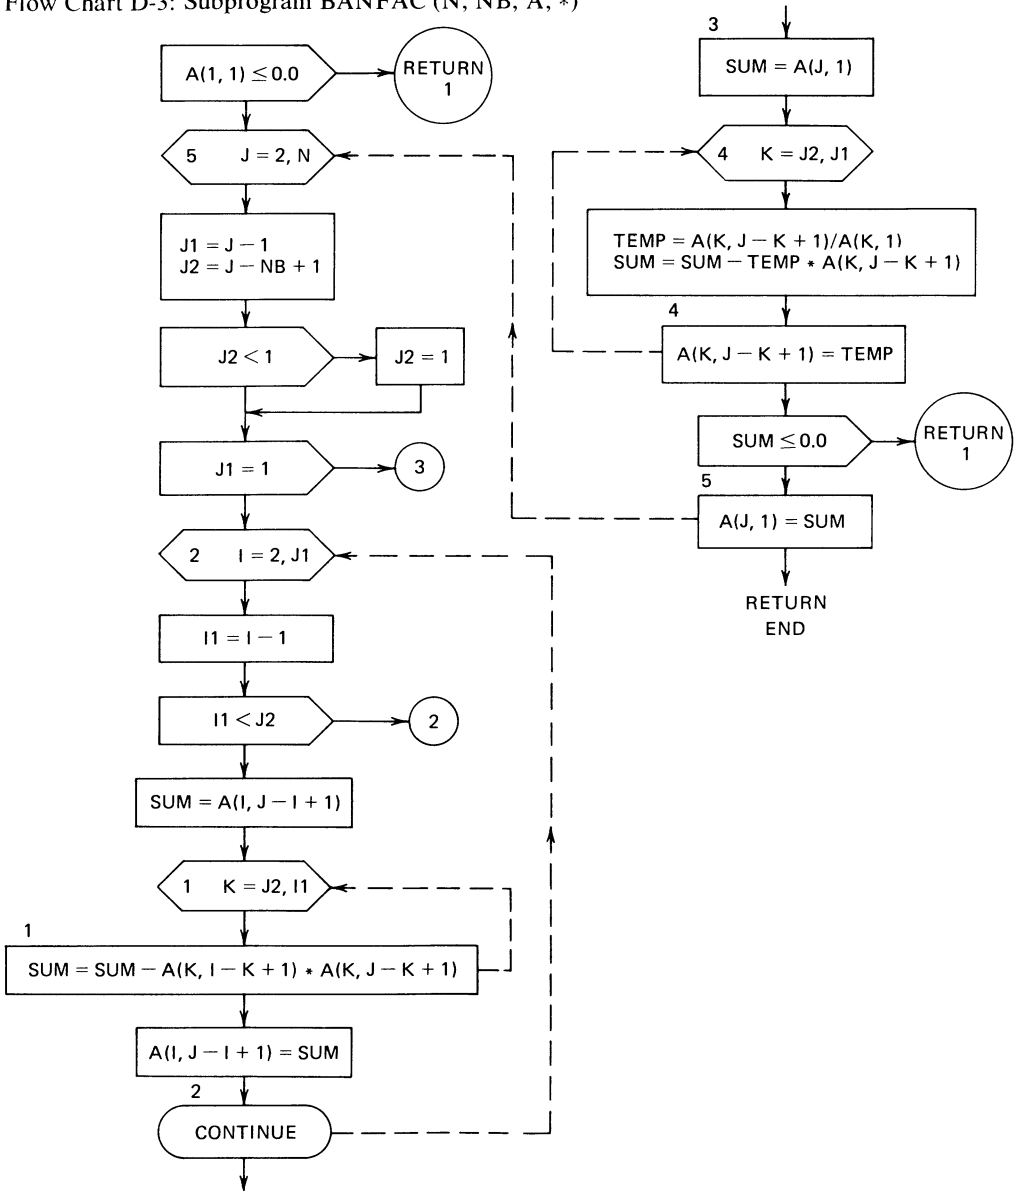 Flow Chart D-3: Subprogram BANFAC (N, NB, A, *)
A(1, 1) ≤ 0.0
RETURN
1
5 J = 2, N
J1 = J − 1
J2 = J − NB + 1
J2 < 1
J2 = 1
J1 = 1
3
2 I = 2, J1
I1 = I − 1
I1 < J2
2
SUM = A(I, J − I + 1)
1 K = J2, I1
1
SUM = SUM − A(K, I − K + 1) * A(K, J − K + 1)
A(I, J − I + 1) = SUM
2
CONTINUE
3
SUM = A(J, 1)
4 K = J2, J1
TEMP = A(K, J − K + 1)/A(K, 1)
SUM = SUM − TEMP * A(K, J − K + 1)
4
A(K, J − K + 1) = TEMP
SUM ≤ 0.0
RETURN
1
5
A(J, 1) = SUM
RETURN
END